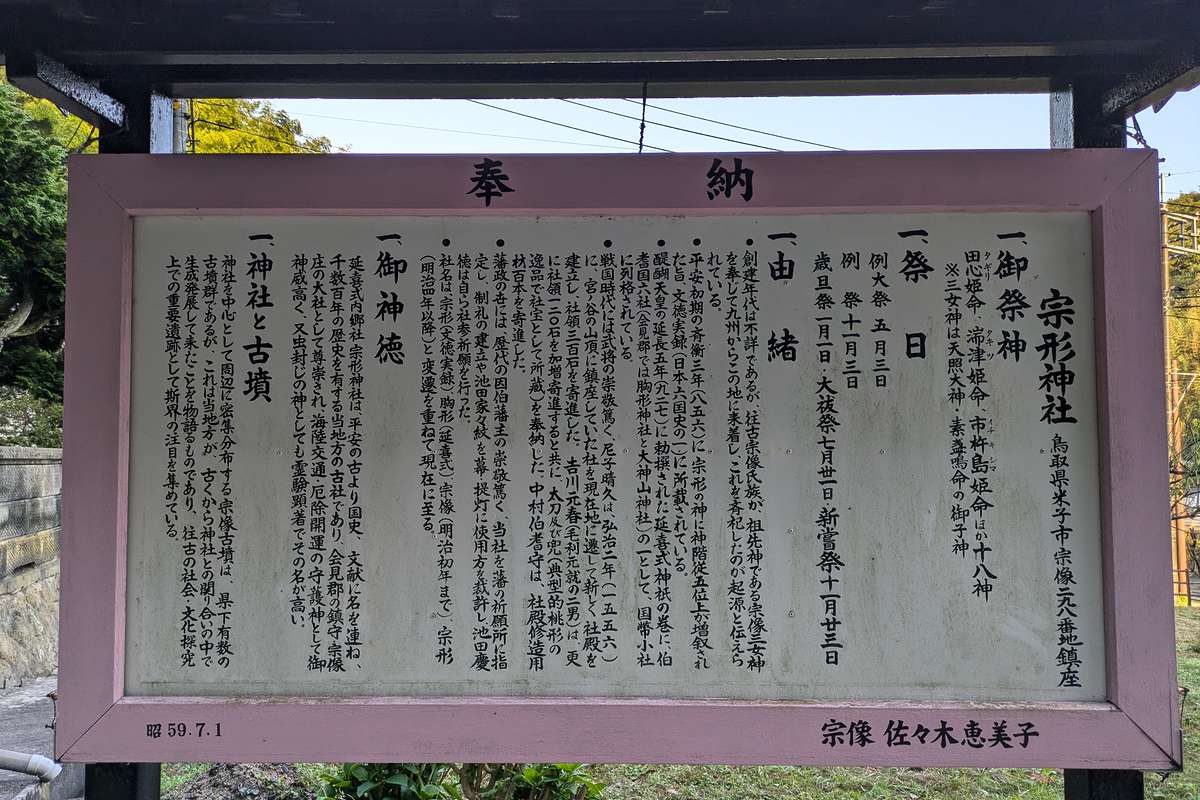 奉納
宗形神社 鳥取県米子市宗像二九八番地鎮座
一、御祭神
田心姫命、湍津姫命、市杵島姫命ほか十八神
タギリ タギツ イチキシマ
※三女神は天照大神・素盞鳴命の御子神
一、祭日
例大祭 五月三日
例 祭 十一月三日
歳旦祭 一月一日・大祓祭 七月卅一日・新嘗祭 十一月廿三日
一、由緒
●創建年代は不詳であるが、往古宗像氏族が、祖先神である宗像三女神
を奉じて九州からこの地に来着し、これを斉祀したのが起源と伝えら
れている。
●平安初期の斉衡三年(八五六)に宗形の神に神階従五位上が増叙され
た旨、文徳実録(日本六国史の一)に所載されている。
●醍醐天皇の延長五年(九二七)に勅撰された延喜式神祇の巻に、伯
耆国六社(会見郡では胸形神社と大神山神社)の一として、国幣小社
に列格されている。
●戦国時代には武将の崇敬篤く、尼子晴久は、弘治二年(一五五六)
に、宮ヶ谷の山頂に鎮座していた社を現在地に遷して新しく社殿を
建立し、社領三百石を寄進した。吉川元春(毛利元就の二男)は、更
に社領一二〇石を加増寄進すると共に、太刀及び兜(典型的桃形の
逸品で社宝として所蔵)を奉納した。中村伯耆守は、社殿修造用
材百本を寄進した。
●藩政の寺には、歴代の因伯藩主の崇敬篤く、当社を藩の祈願所に指
定し、制札の建立や池田家々紋を幕・提灯に使用方を裁許し、池田慶
徳は自ら社参祈願を行った。
●社名は、宗形(文徳実録)、胸形(延喜式)、宗像(明治初年まで)、宗形
(明治四年以降)と変遷を重ねて現在に至る。
一、御神徳
延喜式内郷社・宗形神社は、平安の古より国史、文献に名を連ね、
千数百年の歴史を有する当地方の古社であり、会見郡の鎮守・宗像
庄の大社として尊崇され、海陸交通・厄除開運の守護神として御
神威高く、又虫封じの神としても霊験顕著でその名が高い。
一、神社と古墳
神社を中心として周辺に密集分布する宗像古墳は、県下有数の
古墳群であるが、これは当地方が、古くから神社との関り合いの中で
生成発展して来たことを物語るものであり、往古の社会・文化探究
上での重要遺跡として斯界の注目を集めている。
宗像 佐々木恵美子
昭59.7.1